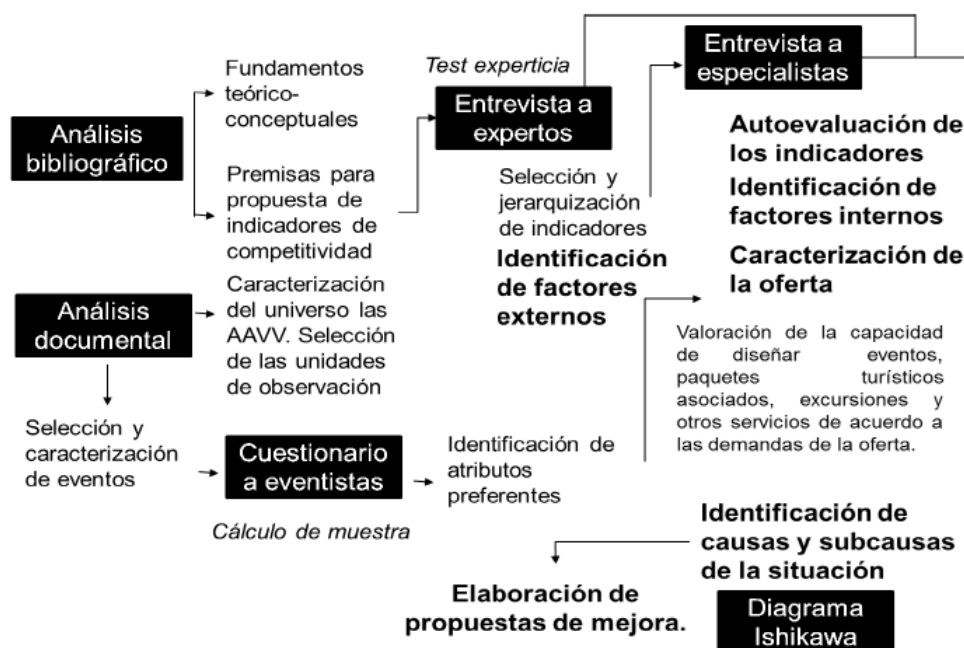 Análisis
bibliográfico
Fundamentos
teórico-
conceptuales
Premisas para
propuesta de
indicadores de
competitividad
Test experticia
Entrevista a
expertos
Selección y
jerarquización
de indicadores
Identificación
de factores
externos
Entrevista a
especialistas
Autoevaluación de
los indicadores
Identificación de
factores internos
Caracterización de
la oferta
Valoración de la capacidad
de diseñar eventos,
paquetes turísticos
asociados, excursiones y
otros servicios de acuerdo a
las demandas de la oferta.
Análisis
documental
Caracterización
del universo las
AAVV. Selección
de las unidades
de observación
Selección y
caracterización
de eventos
Cuestionario
a eventistas
Cálculo de muestra
Identificación de
atributos
preferentes
Identificación de
causas y subcausas
de la situación
Diagrama
Ishikawa
Elaboración de
propuestas de mejora.